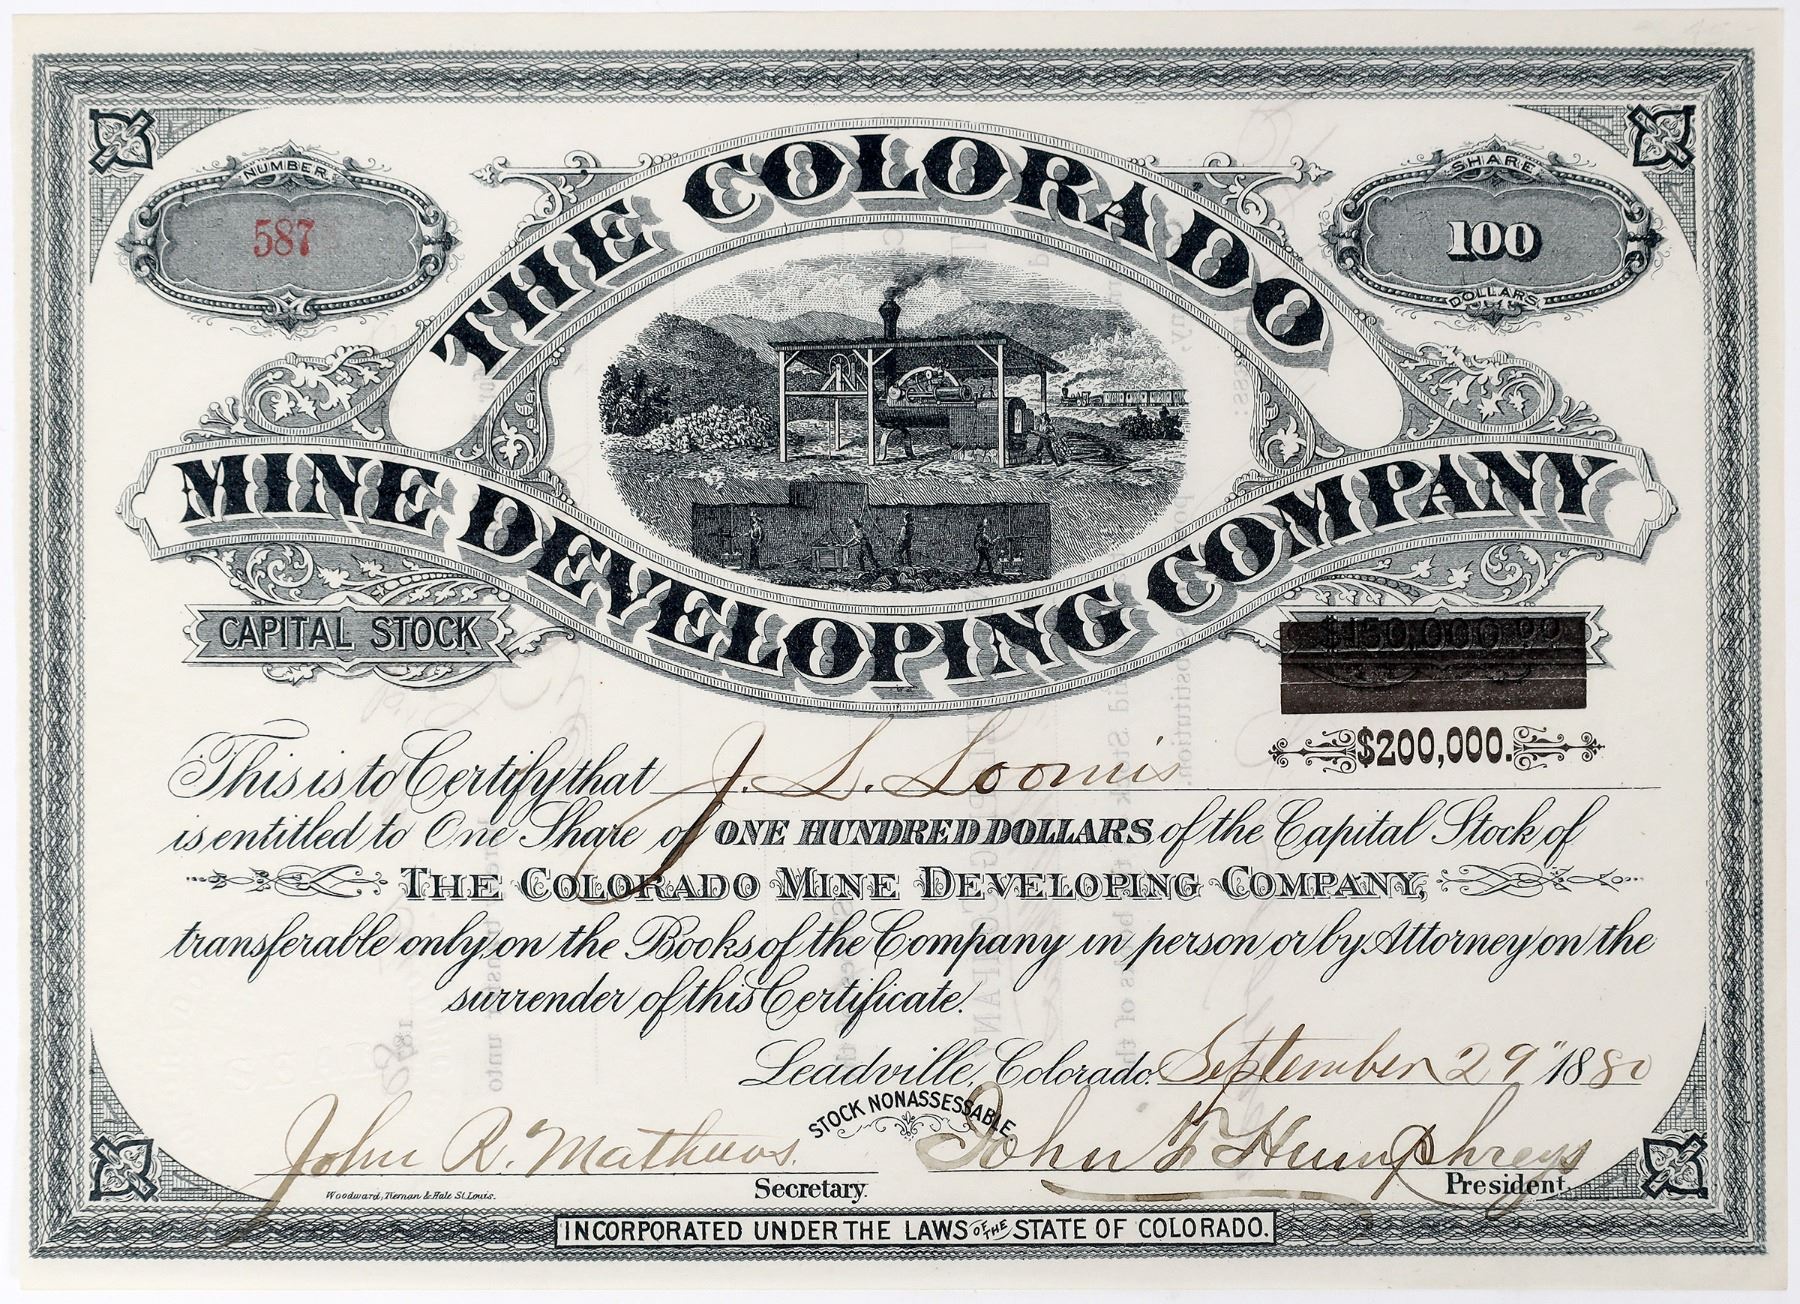 NUMBER.
587
SHARE
100
DOLLARS
THE COLORADO
MINE DEVELOPING COMPANY
CAPITAL STOCK
$150,000.00
$200,000.
This is to Certify that J. L. Loomis
is entitled to One Share of ONE HUNDRED DOLLARS of the Capital Stock of
THE COLORADO MINE DEVELOPING COMPANY,
transferable only on the Books of the Company in person or by Attorney on the
surrender of this Certificate.
Leadville, Colorado. September 29" 1880
STOCK NONASSESSABLE
John R. Mathews. John F Humphreys
Secretary. President.
Woodward, Tiernan & Hale St. Louis.
INCORPORATED UNDER THE LAWS OF THE STATE OF COLORADO.